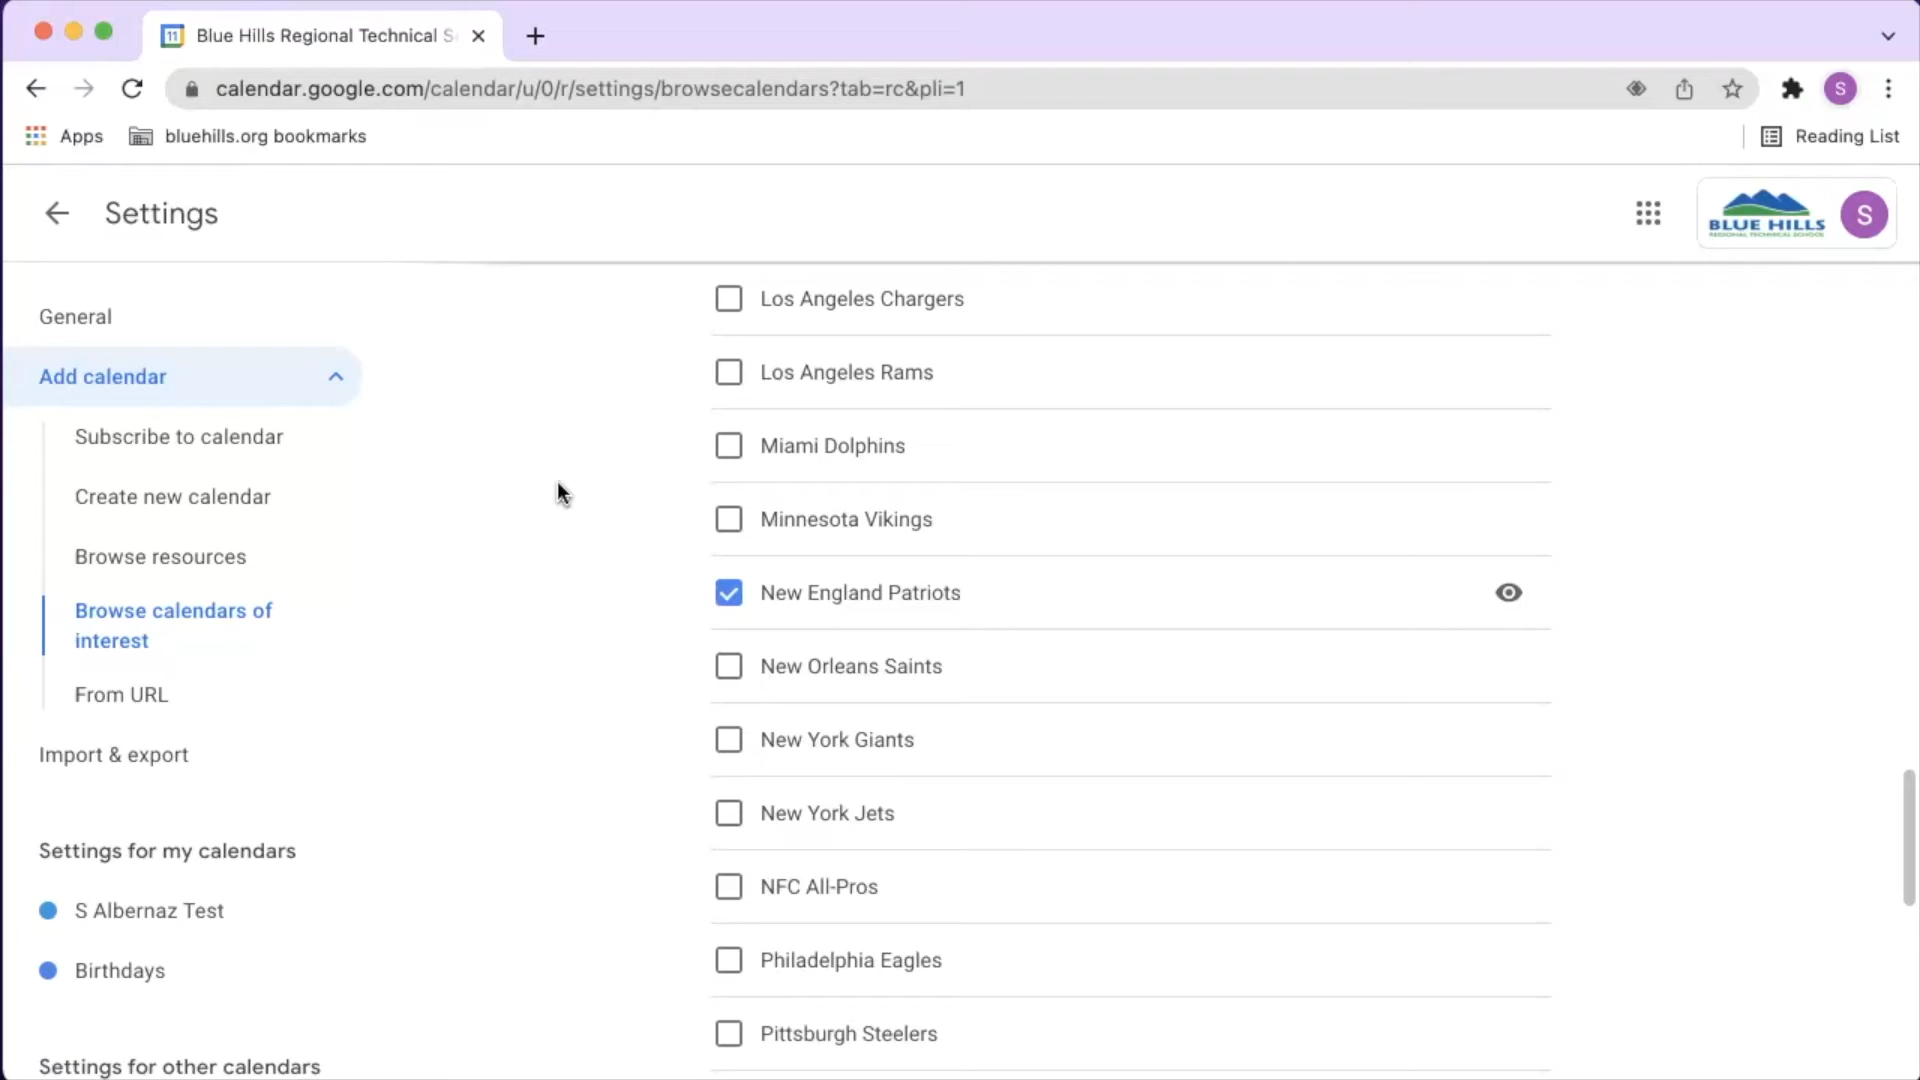 Blue Hills Regional Technical S
calendar.google.com/calendar/u/0/r/settings/browsecalendars?tab=rc&pli=1
S
Apps
bluehills.org bookmarks
Reading List
Settings
BLUE HILLS
REGIONAL TECHNICAL SCHOOL
S
General
Add calendar
Subscribe to calendar
Create new calendar
Browse resources
Browse calendars of
interest
From URL
Import & export
Settings for my calendars
S Albernaz Test
Birthdays
Settings for other calendars
Los Angeles Chargers
Los Angeles Rams
Miami Dolphins
Minnesota Vikings
New England Patriots
New Orleans Saints
New York Giants
New York Jets
NFC All-Pros
Philadelphia Eagles
Pittsburgh Steelers